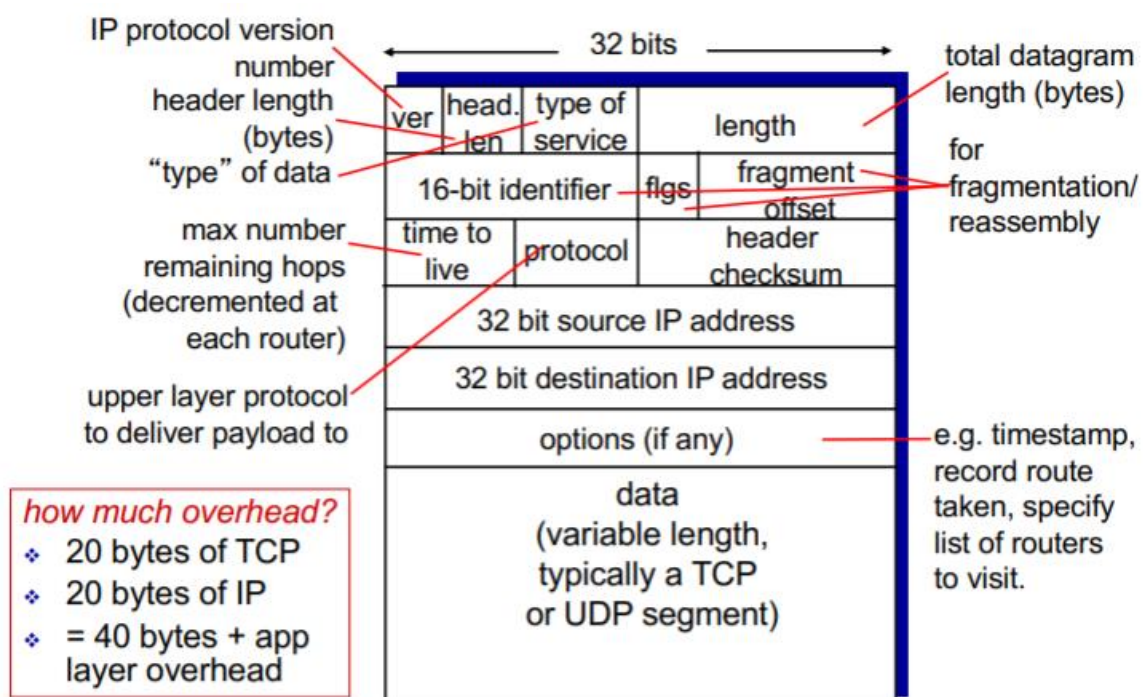 IP protocol version
number
header length
(bytes)
“type” of data
max number
remaining hops
(decremented at
each router)
upper layer protocol
to deliver payload to
how much overhead?
❖ 20 bytes of TCP
❖ 20 bytes of IP
❖ = 40 bytes + app
layer overhead
32 bits
ver
head.
len
type of
service
length
16-bit identifier
flgs
fragment
offset
time to
live
protocol
header
checksum
32 bit source IP address
32 bit destination IP address
options (if any)
data
(variable length,
typically a TCP
or UDP segment)
total datagram
length (bytes)
for
fragmentation/
reassembly
e.g. timestamp,
record route
taken, specify
list of routers
to visit.